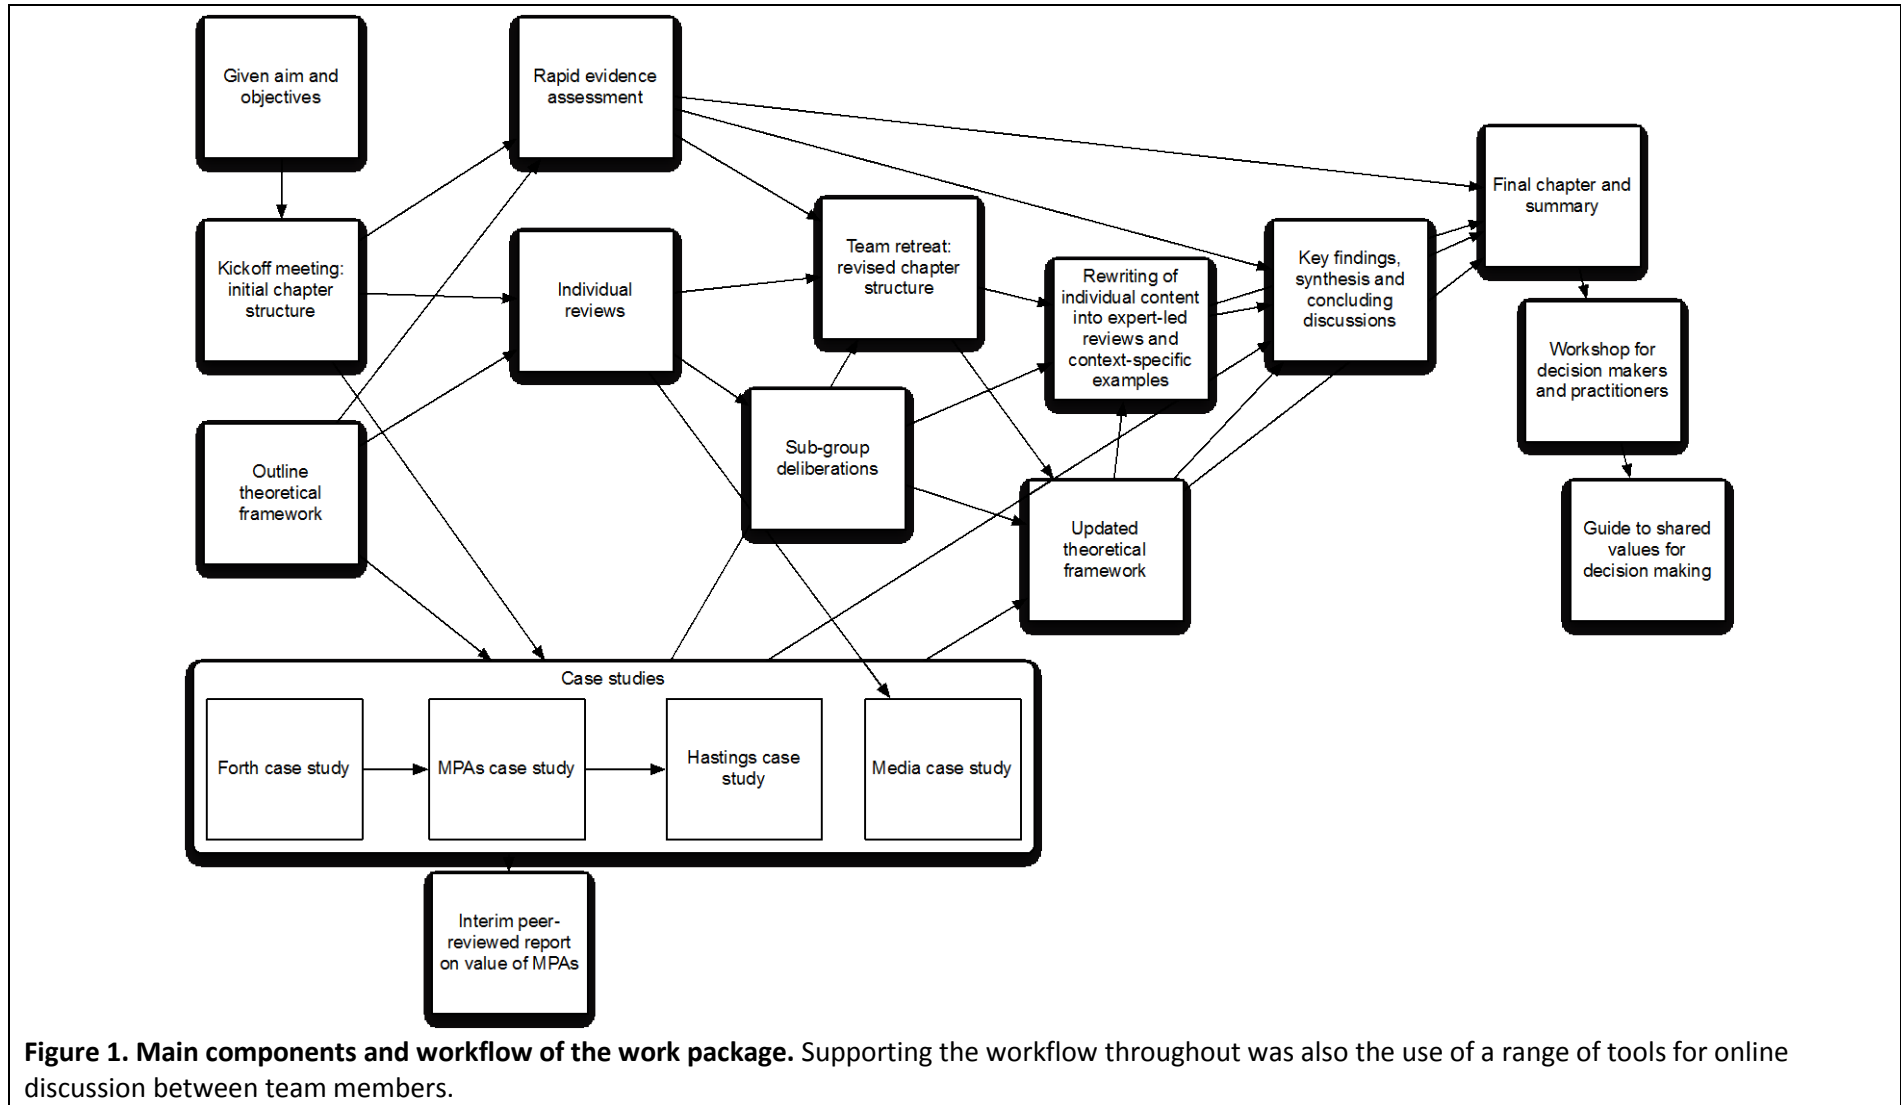 Given aim and
objectives
Rapid evidence
assessment
Final chapter and
summary
Kickoff meeting:
initial chapter
structure
Individual
reviews
Team retreat:
revised chapter
structure
Rewriting of
individual content
into expert-led
reviews and
context-specific
examples
Key findings,
synthesis and
concluding
discussions
Workshop for
decision makers
and practitioners
Outline
theoretical
framework
Sub-group
deliberations
Updated
theoretical
framework
Guide to shared
values for
decision making
Case studies
Forth case study
MPAs case study
Hastings case
study
Media case study
Interim peer-
reviewed report
on value of MPAs
Figure 1. Main components and workflow of the work package. Supporting the workflow throughout was also the use of a range of tools for online
discussion between team members.